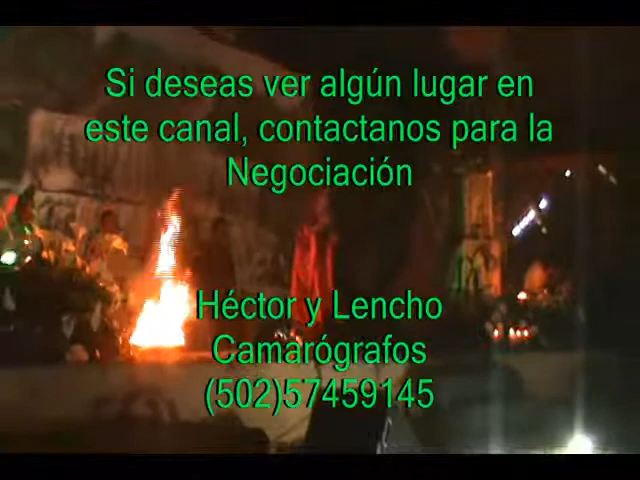 Si deseas ver algún lugar en
este canal, contactanos para la
Negociación
Héctor y Lencho
Camarógrafos
(502)57459145